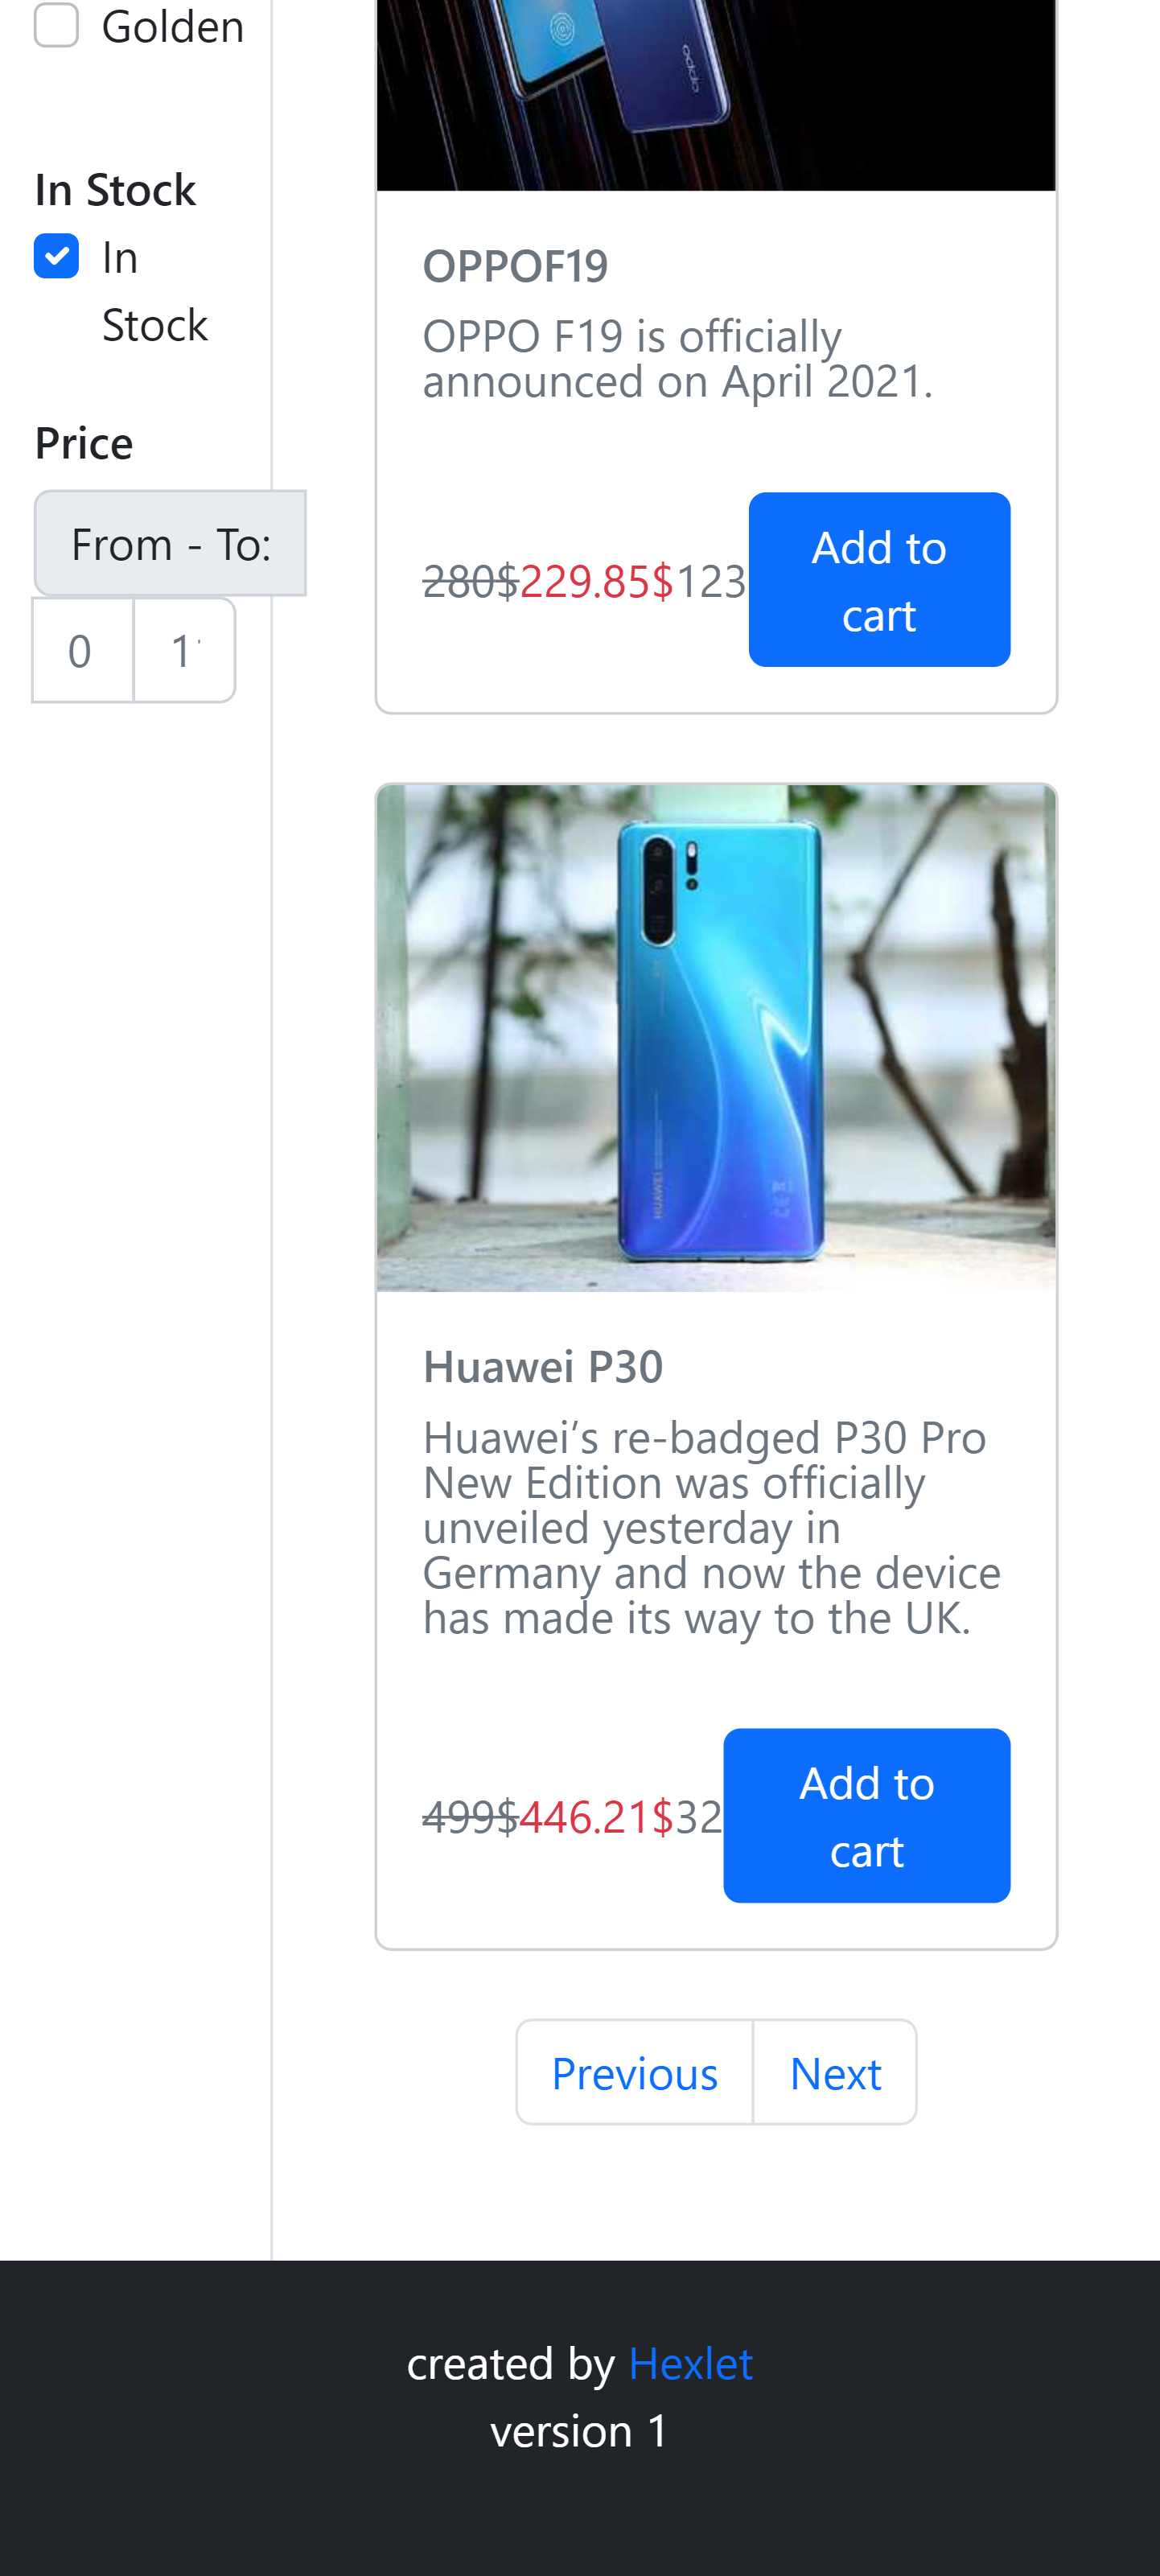 Golden
In Stock
In
Stock
Price
From - To:
0
oppo
OPPOF19
OPPO F19 is officially
announced on April 2021.
280$229.85$123
Add to
cart
HUAWEI
Huawei P30
Huawei’s re-badged P30 Pro
New Edition was officially
unveiled yesterday in
Germany and now the device
has made its way to the UK.
499$446.21$32
Add to
cart
Previous
Next
created by Hexlet
version 1